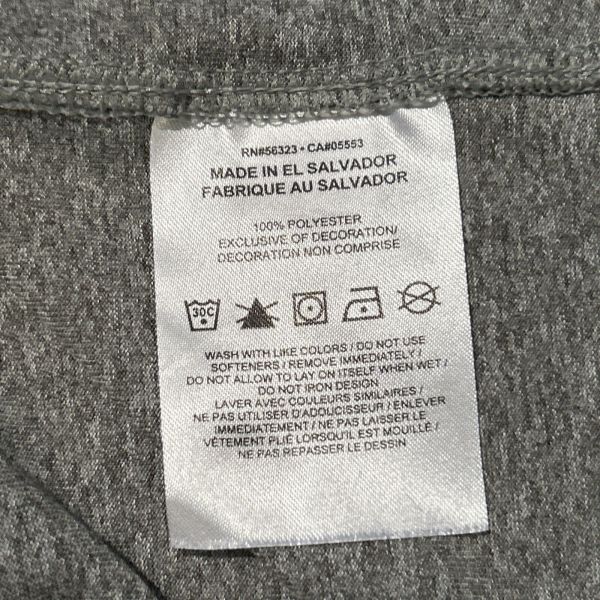 RN#56323 • CA#05553
MADE IN EL SALVADOR
FABRIQUE AU SALVADOR
100% POLYESTER
EXCLUSIVE OF DECORATION/
DECORATION NON COMPRISE
30C
WASH WITH LIKE COLORS / DO NOT USE
SOFTENERS / REMOVE IMMEDIATELY /
DO NOT ALLOW TO LAY ON ITSELF WHEN WET /
DO NOT IRON DESIGN
LAVER AVEC COULEURS SIMILAIRES /
NE PAS UTILISER D'ADOUCISSEUR / ENLEVER
IMMEDIATEMENT / NE PAS LAISSER LE
VÊTEMENT PLIÉ LORSQU'IL EST MOUILLÉ /
NE PAS REPASSER LE DESSIN